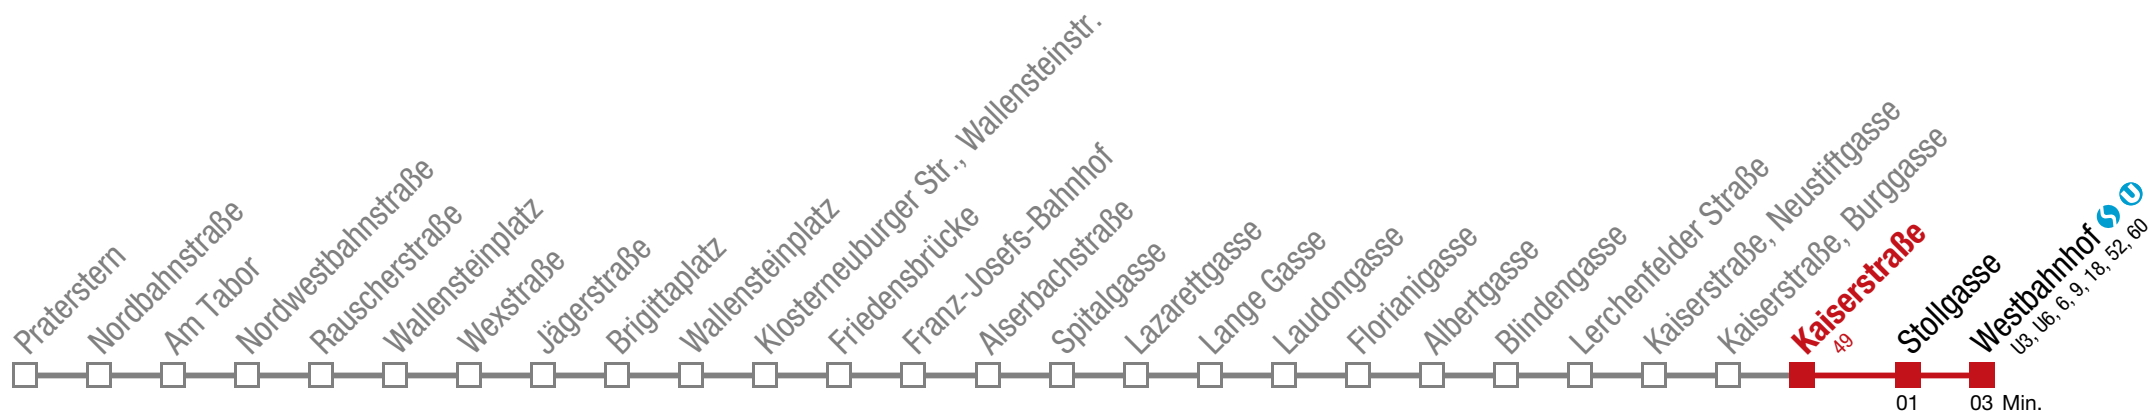 Praterstern
Nordbahnstraße
Am Tabor
Nordwestbahnstraße
Rauscherstraße
Wallensteinplatz
Wexstraße
Jägerstraße
Brigittaplatz
Wallensteinplatz
Klosterneuburger Str., Wallensteinstr.
Friedensbrücke
Franz-Josefs-Bahnhof
Alserbachstraße
Spitalgasse
Lazarettgasse
Lange Gasse
Laudongasse
Florianigasse
Albertgasse
Blindengasse
Lerchenfelder Straße
Kaiserstraße, Neustiftgasse
Kaiserstraße, Burggasse
Kaiserstraße
49
Stollgasse
Westbahnhof S U
U3, U6, 6, 9, 18, 52, 60
01 03 Min.